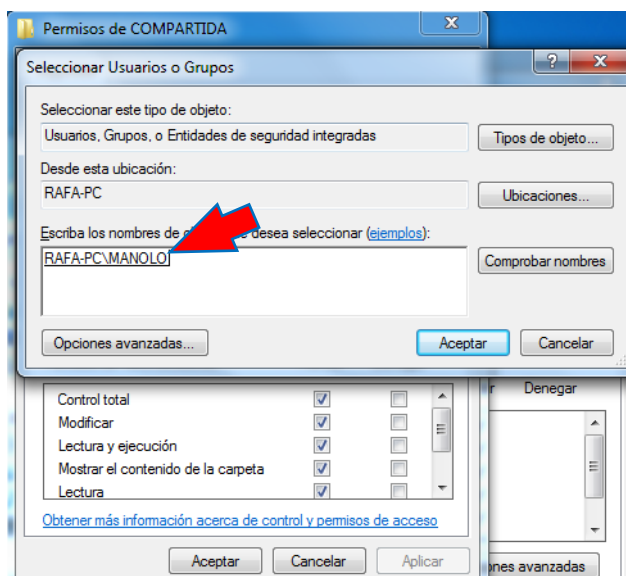 Permisos de COMPARTIDA
Seleccionar Usuarios o Grupos
Seleccionar este tipo de objeto:
Usuarios, Grupos, o Entidades de seguridad integradas
Tipos de objeto...
Desde esta ubicación:
RAFA-PC
Ubicaciones...
Escriba los nombres de desea seleccionar (ejemplos):
RAFA-PC\MANOLO
Comprobar nombres
Opciones avanzadas...
Aceptar
Cancelar
Denegar
Control total
Modificar
Lectura y ejecución
Mostrar el contenido de la carpeta
Lectura
Obtener más información acerca de control y permisos de acceso
Aceptar
Cancelar
Aplicar
nes avanzadas